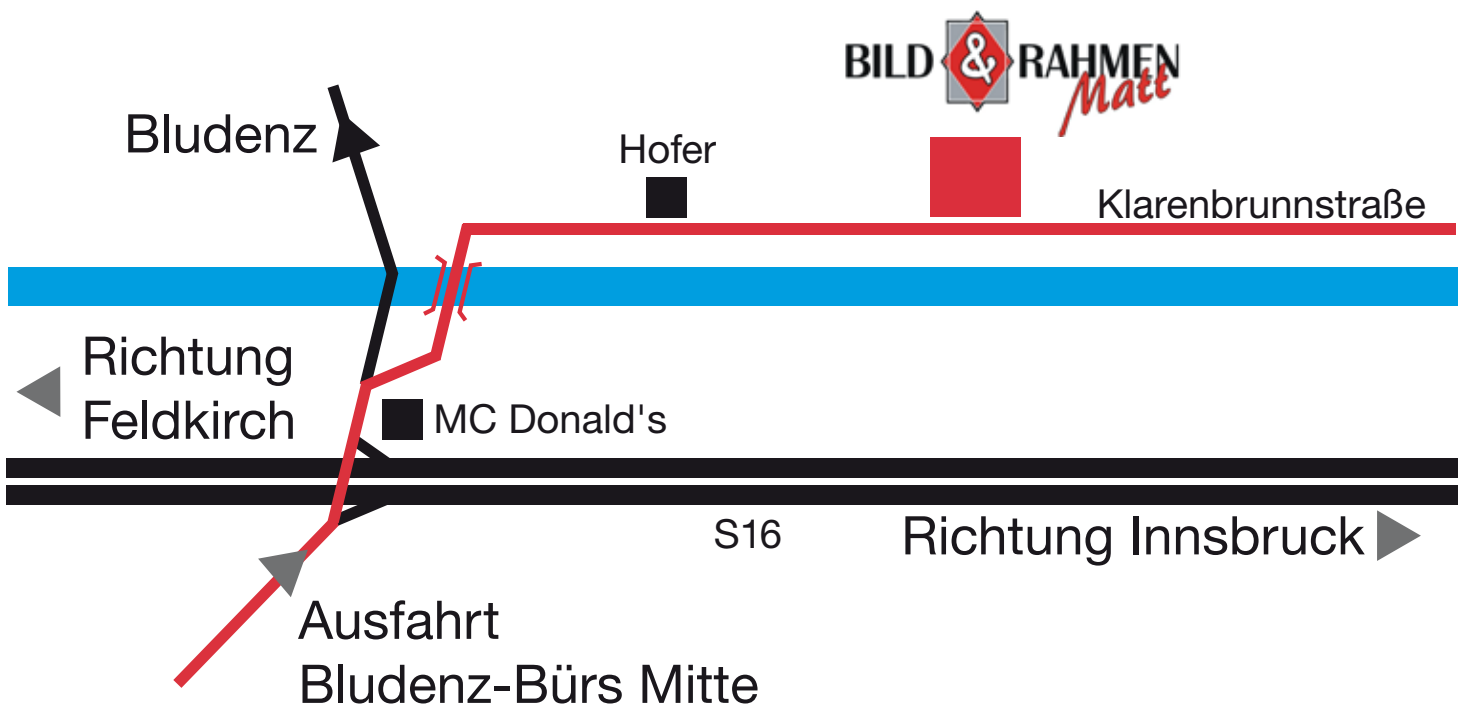 BILD & RAHMEN
Matt
Bludenz
Hofer
Klarenbrunnstraße
Richtung
Feldkirch
MC Donald's
S16
Richtung Innsbruck
Ausfahrt
Bludenz-Bürs Mitte